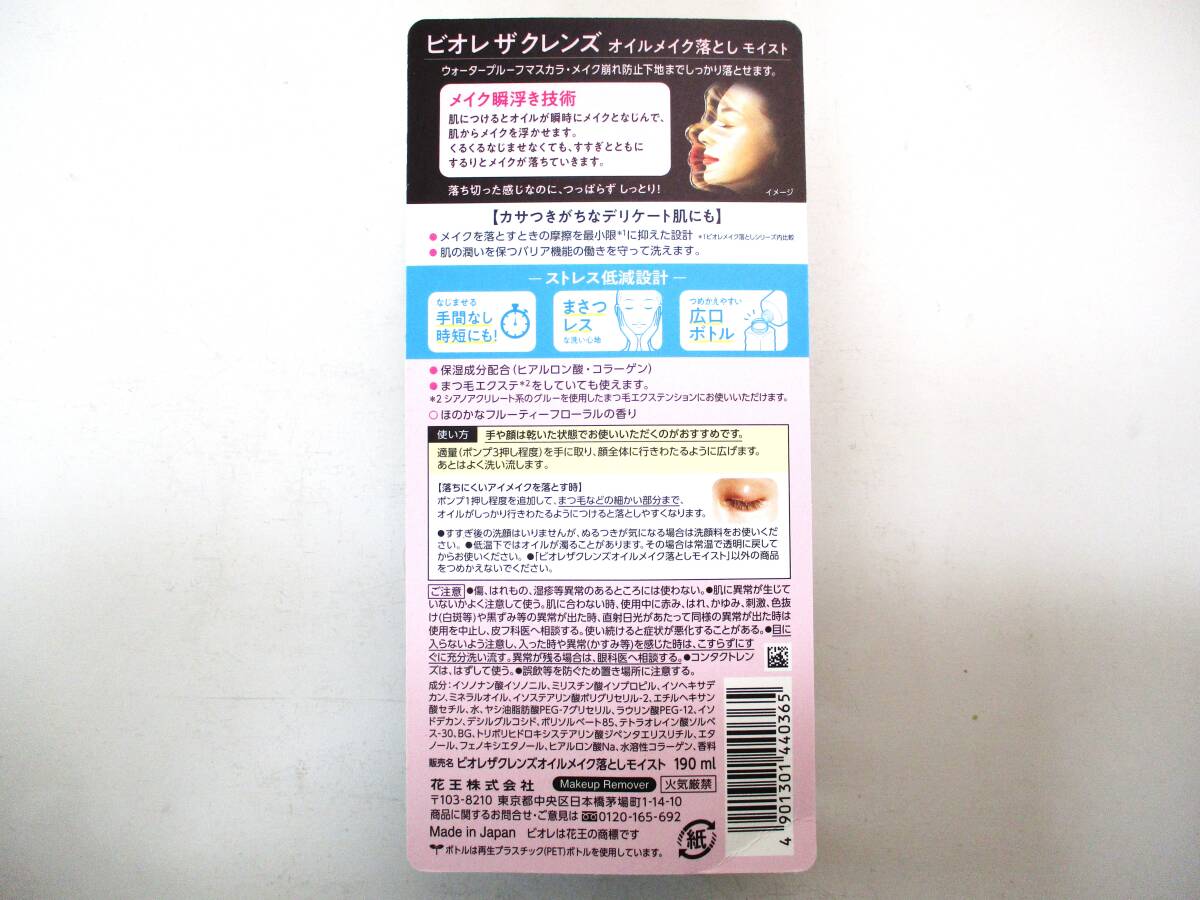 ビオレ ザ クレンズ オイルメイク落とし モイスト
ウォータープルーフマスカラ・メイク崩れ防止下地までしっかり落とせます。
メイク瞬浮き技術
肌につけるとオイルが瞬時にメイクとなじんで、
肌からメイクを浮かせます。
くるくるなじませなくても、すすぎとともに
するりとメイクが落ちていきます。
落ち切った感じなのに、つっぱらず しっとり!
イメージ
【カサつきがちなデリケート肌にも】
●メイクを落とすときの摩擦を最小限*1に抑えた設計 *1ビオレメイク落としシリーズ内比較
●肌の潤いを保つバリア機能の働きを守って洗えます。
ストレス低減設計
なじませる
手間なし
時短にも!
まさつ
レス
な洗い心地
つめかえやすい
広口
ボトル
●保湿成分配合(ヒアルロン酸・コラーゲン)
●まつ毛エクステ*2をしていても使えます。
*2 シアノアクリレート系のグルーを使用したまつ毛エクステンションにお使いいただけます。
○ほのかなフルーティーフローラルの香り
使い方 手や顔は乾いた状態でお使いいただくのがおすすめです。
適量(ポンプ3押し程度)を手に取り、顔全体に行きわたるように広げます。
あとはよく洗い流します。
【落ちにくいアイメイクを落とす時】
ポンプ1押し程度を追加して、まつ毛などの細かい部分まで、
オイルがしっかり行きわたるようにつけると落としやすくなります。
●すすぎ後の洗顔はいりませんが、ぬるつきが気になる場合は洗顔料をお使いくだ
さい。●低温下ではオイルが濁ることがあります。その場合は常温で透明に戻して
からお使いください。●「ビオレザクレンズオイルメイク落としモイスト」以外の商品
をつめかえないでください。
ご注意 ●傷、はれもの、湿疹等異常のあるところには使わない。●肌に異常が生じて
いないかよく注意して使う。肌に合わない時、使用中に赤み、はれ、かゆみ、刺激、色抜
け(白斑等)や黒ずみ等の異常が出た時、直射日光があたって同様の異常が出た時は
使用を中止し、皮フ科医へ相談する。使い続けると症状が悪化することがある。●目に
入らないよう注意し、入った時や異常(かすみ等)を感じた時は、こすらずにす
ぐに充分洗い流す。異常が残る場合は、眼科医へ相談する。●コンタクトレン
ズは、はずして使う。●誤飲等を防ぐため置き場所に注意する。
成分:イソノナン酸イソノニル、ミリスチン酸イソプロピル、イソヘキサデ
カン、ミネラルオイル、イソステアリン酸ポリグリセリル-2、エチルヘキサン
酸セチル、水、ヤシ油脂肪酸PEG-7グリセリル、ラウリン酸PEG-12、イソ
ドデカン、デシルグルコシド、ポリソルベート85、テトラオレイン酸ソルベ
ス-30、BG、トリポリヒドロキシステアリン酸ジペンタエリスリチル、エタ
ノール、フェノキシエタノール、ヒアルロン酸Na、水溶性コラーゲン、香料
販売名 ビオレザクレンズオイルメイク落としモイスト 190 ml
花王株式会社 Makeup Remover 火気厳禁
〒103-8210 東京都中央区日本橋茅場町1-14-10
商品に関するお問合せ・ご意見は 0120-165-692
Made in Japan ビオレは花王の商標です
ボトルは再生プラスチック(PET)ボトルを使用しています。
紙
4 901301 440365